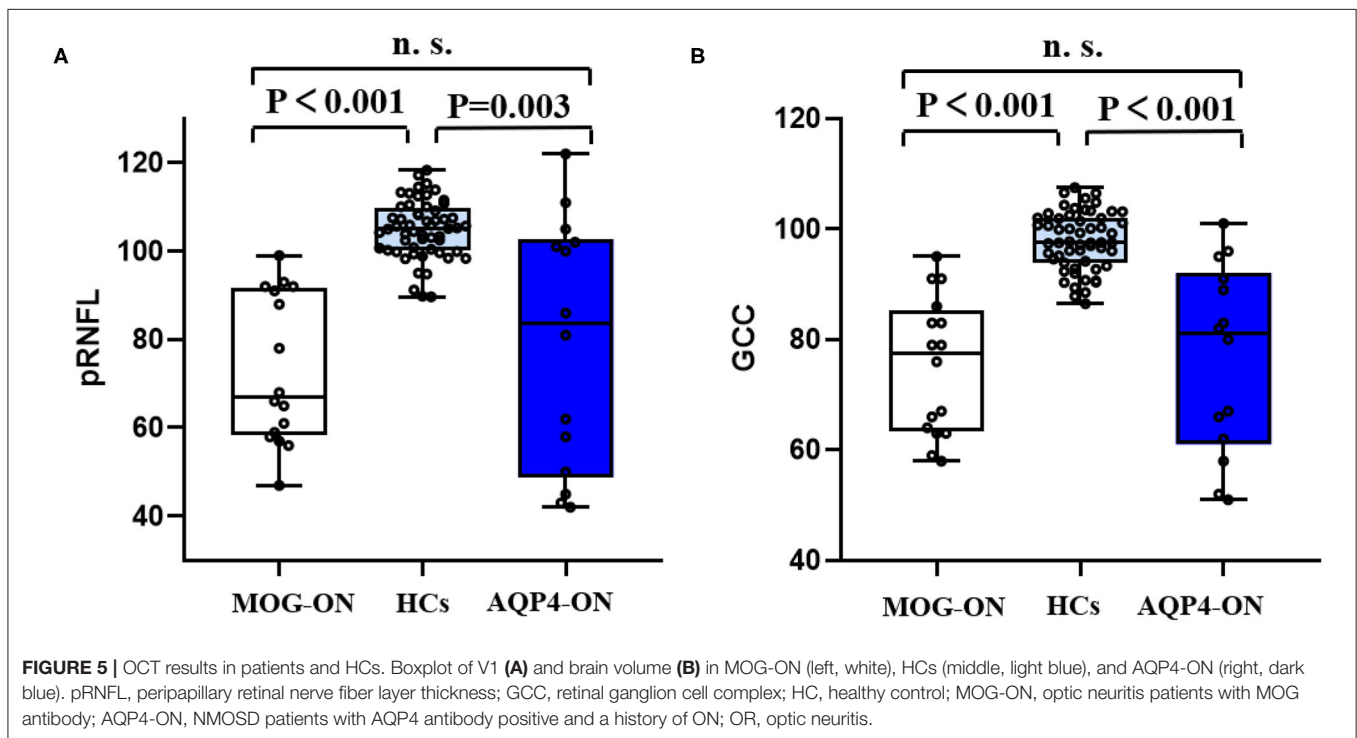 A
n. s.
P < 0.001
P=0.003
pRNFL
120
100
80
60
40
MOG-ON
HCs
AQP4-ON
B
n. s.
P < 0.001
P < 0.001
GCC
120
100
80
60
40
MOG-ON
HCs
AQP4-ON
FIGURE 5 | OCT results in patients and HCs. Boxplot of V1 (A) and brain volume (B) in MOG-ON (left, white), HCs (middle, light blue), and AQP4-ON (right, dark
blue). pRNFL, peripapillary retinal nerve fiber layer thickness; GCC, retinal ganglion cell complex; HC, healthy control; MOG-ON, optic neuritis patients with MOG
antibody; AQP4-ON, NMOSD patients with AQP4 antibody positive and a history of ON; OR, optic neuritis.